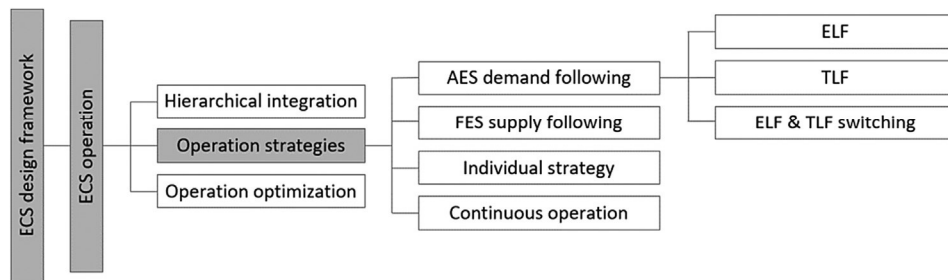 ECS design framework
ECS operation
Hierarchical integration
Operation strategies
Operation optimization
AES demand following
FES supply following
Individual strategy
Continuous operation
ELF
TLF
ELF & TLF switching